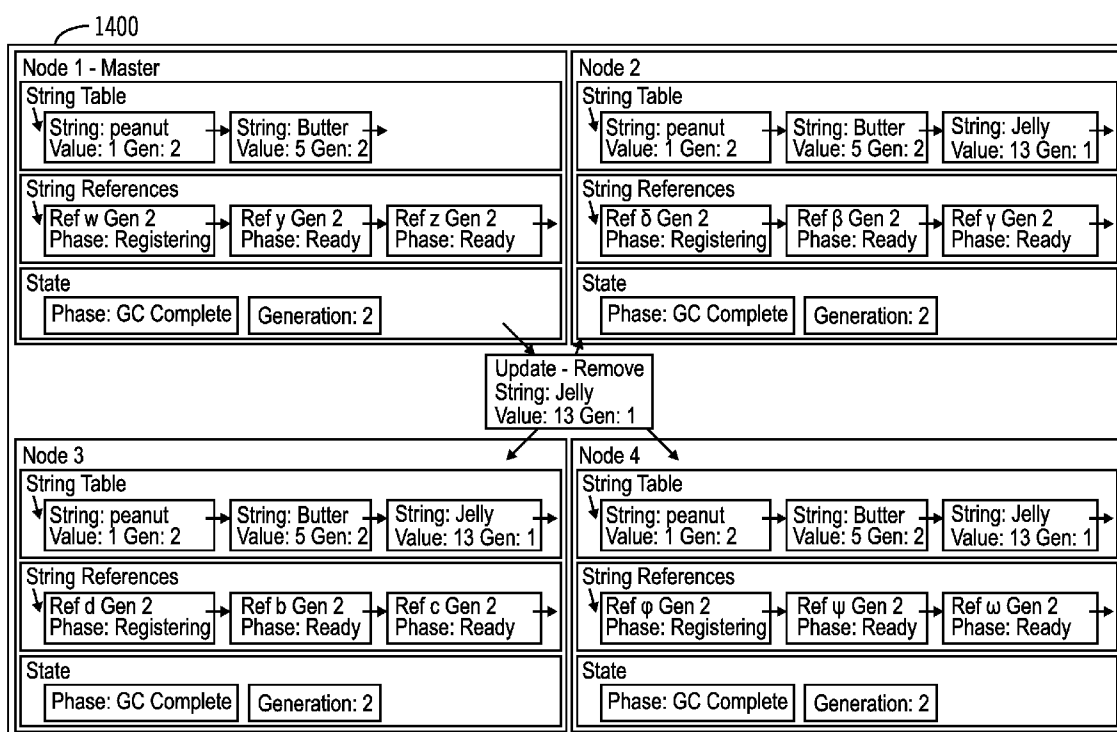 1400
Node 1 - Master
String Table
String: peanut
Value: 1 Gen: 2
String: Butter
Value: 5 Gen: 2
String References
Ref w Gen 2
Phase: Registering
Ref y Gen 2
Phase: Ready
Ref z Gen 2
Phase: Ready
State
Phase: GC Complete
Generation: 2
Node 2
String Table
String: peanut
Value: 1 Gen: 2
String: Butter
Value: 5 Gen: 2
String: Jelly
Value: 13 Gen: 1
String References
Ref δ Gen 2
Phase: Registering
Ref β Gen 2
Phase: Ready
Ref γ Gen 2
Phase: Ready
State
Phase: GC Complete
Generation: 2
Update - Remove
String: Jelly
Value: 13 Gen: 1
Node 3
String Table
String: peanut
Value: 1 Gen: 2
String: Butter
Value: 5 Gen: 2
String: Jelly
Value: 13 Gen: 1
String References
Ref d Gen 2
Phase: Registering
Ref b Gen 2
Phase: Ready
Ref c Gen 2
Phase: Ready
State
Phase: GC Complete
Generation: 2
Node 4
String Table
String: peanut
Value: 1 Gen: 2
String: Butter
Value: 5 Gen: 2
String: Jelly
Value: 13 Gen: 1
String References
Ref φ Gen 2
Phase: Registering
Ref ψ Gen 2
Phase: Ready
Ref ω Gen 2
Phase: Ready
State
Phase: GC Complete
Generation: 2